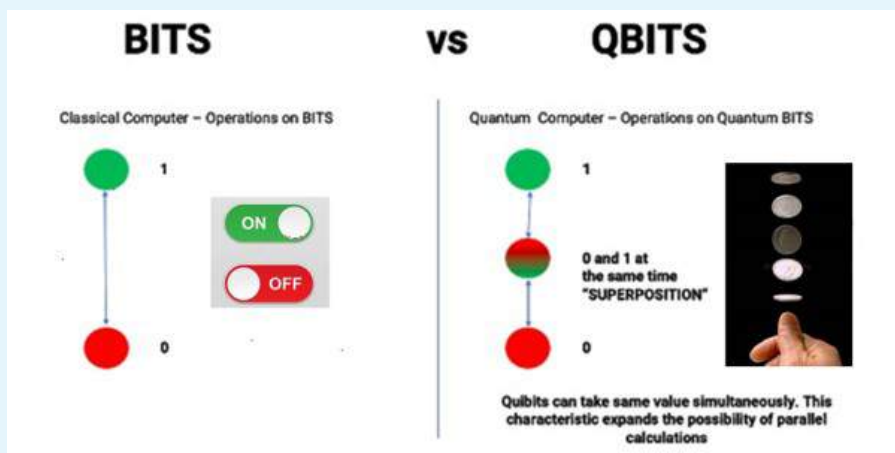 BITS vs QBITS
Classical Computer – Operations on BITS
1
ON
OFF
0
Quantum Computer – Operations on Quantum BITS
1
0 and 1 at
the same time
"SUPERPOSITION"
0
Quibits can take same value simultaneously. This
characteristic expands the possibility of parallel
calculations